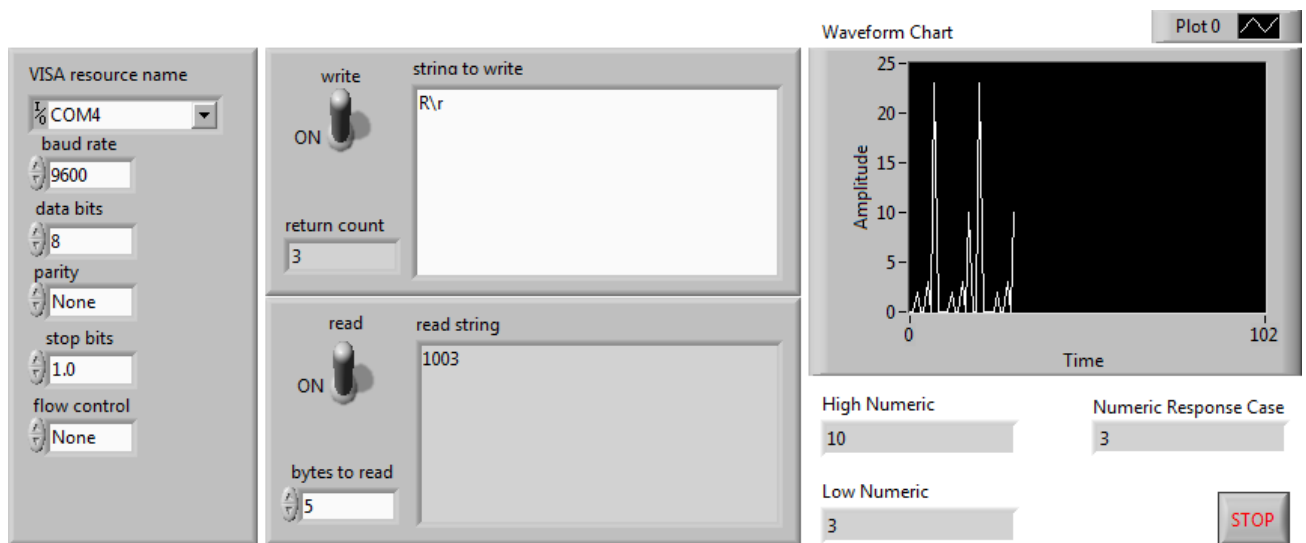 VISA resource name
COM4
baud rate
9600
data bits
8
parity
None
stop bits
1.0
flow control
None
write
ON
return count
3
string to write
R\r
read
ON
bytes to read
5
read string
1003
Waveform Chart
Plot 0
25
20
15
10
5
0
Amplitude
0
102
Time
High Numeric
10
Numeric Response Case
3
Low Numeric
3
STOP